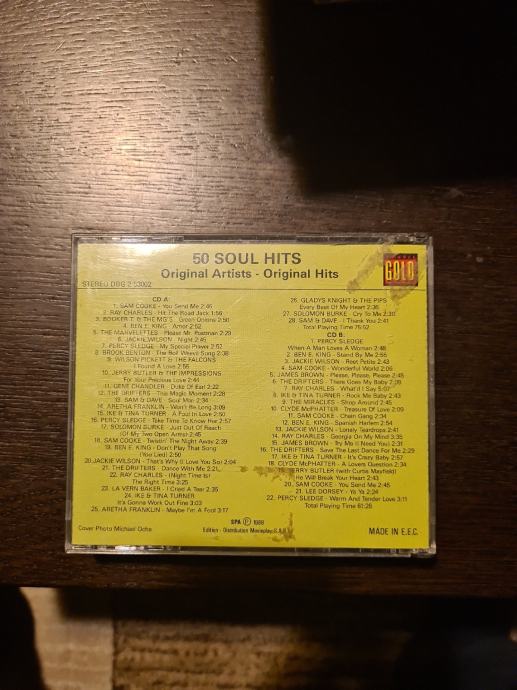 50 SOUL HITS
Original Artists - Original Hits
GOLD
STEREO DBG 2 53002
CD A:
1. SAM COOKE - You Send Me 2:46
2. RAY CHARLES - Hit The Road Jack 1:56
3. BOOKER T & THE MG'S - Green Onions 2:50
4. BEN E. KING - Amor 2:52
5. THE MARVELETTES - Please Mr. Postman 2:29
6. JACKIE WILSON - Night 2:45
7. PERCY SLEDGE - My Special Prayer 2:52
8. BROOK BENTON - The Boll Weevil Song 2:38
9. WILSON PICKETT & THE FALCONS
I Found A Love 2:56
10. JERRY BUTLER & THE IMPRESSIONS
For Your Precious Love 2:44
11. GENE CHANDLER - Duke Of Earl 2:22
12. THE DRIFTERS - This Magic Moment 2:28
13. SAM & DAVE - Soul Man 2:34
14. ARETHA FRANKLIN - Won't Be Long 3:09
15. IKE & TINA TURNER - A Fool In Love 2:50
16. PERCY SLEDGE - Take Time To Know Her 2:57
17. SOLOMON BURKE - Just Out Of Reach
(Of My Two Open Arms) 2:45
18. SAM COOKE - Twistin' The Night Away 2:39
19. BEN E. KING - Don't Play That Song
(You Lied) 2:51
20. JACKIE WILSON - That's Why (I Love You So) 2:04
21. THE DRIFTERS - Dance With Me 2:21
22. RAY CHARLES - (Night Time Is)
The Right Time 3:25
23. LA VERN BAKER - I Cried A Tear 2:35
24. IKE & TINA TURNER
It's Gonna Work Out Fine 3:03
25. ARETHA FRANKLIN - Maybe I'm A Fool 3:17
26. GLADYS KNIGHT & THE PIPS
Every Beat Of My Heart 2:36
27. SOLOMON BURKE - Cry To Me 2:30
28. SAM & DAVE - I Thank You 2:41
Total Playing Time 75:52
CD B:
1. PERCY SLEDGE
When A Man Loves A Woman 2:48
2. BEN E. KING - Stand By Me 2:55
3. JACKIE WILSON - Reet Petite 2:43
4. SAM COOKE - Wonderful World 2:06
5. JAMES BROWN - Please, Please, Please 2:45
6. THE DRIFTERS - There Goes My Baby 2:09
7. RAY CHARLES - What'd I Say 5:07
8. IKE & TINA TURNER - Rock Me Baby 2:43
9. THE MIRACLES - Shop Around 2:45
10. CLYDE McPHATTER - Treasure Of Love 2:09
11. SAM COOKE - Chain Gang 2:34
12. BEN E. KING - Spanish Harlem 2:54
13. JACKIE WILSON - Lonely Teardrops 2:41
14. RAY CHARLES - Georgia On My Mind 3:35
15. JAMES BROWN - Try Me (I Need You) 2:31
16. THE DRIFTERS - Save The Last Dance For Me 2:29
17. IKE & TINA TURNER - It's Crazy Baby 2:57
18. CLYDE McPHATTER - A Lovers Question 2:34
JERRY BUTLER (with Curtis Mayfield)
He Will Break Your Heart 2:43
20. SAM COOKE - You Send Me 2:45
21. LEE DORSEY - Ya Ya 2:24
22. PERCY SLEDGE - Warm And Tender Love 3:11
Total Playing Time 61:26
Cover Photo Michael Ochs
SPA Ⓟ 1988
Edition - Distribution
MADE IN E.E.C.